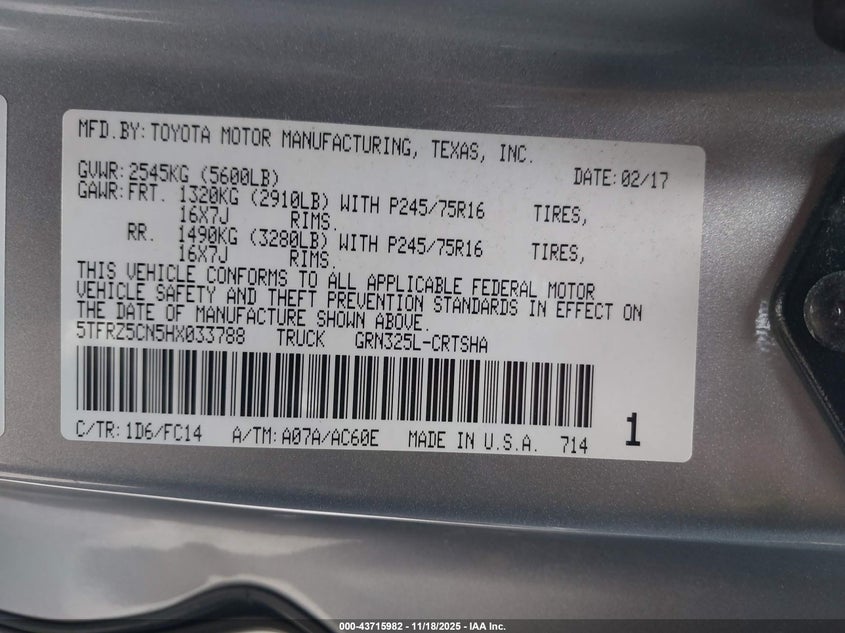 MFD.BY: TOYOTA MOTOR MANUFACTURING, TEXAS, INC.
GVWR: 2545KG (5600LB) DATE: 02/17
GAWR: FRT. 1320KG (2910LB) WITH P245/75R16 TIRES,
16X7J RIMS.
RR. 1490KG (3280LB) WITH P245/75R16 TIRES,
16X7J RIMS.
THIS VEHICLE CONFORMS TO ALL APPLICABLE FEDERAL MOTOR
VEHICLE SAFETY AND THEFT PREVENTION STANDARDS IN EFFECT ON
THE DATE OF MANUFACTURE SHOWN ABOVE.
5TFRZ5CN5HX033788 TRUCK GRN325L-CRTSHA
C/TR: 1D6/FC14 A/TM: A07A/AC60E MADE IN U.S.A. 714 1
000-43715982 | 11/18/2025 - IAA Inc.